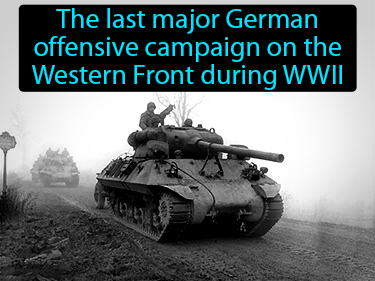 The last major German
offensive campaign on the
Western Front during WWII